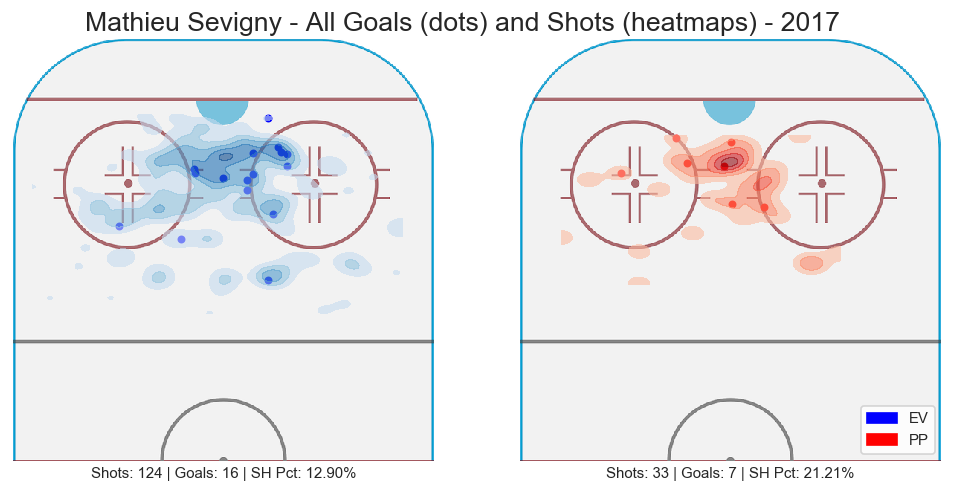 Mathieu Sevigny - All Goals (dots) and Shots (heatmaps) - 2017
EV
PP
Shots: 124 | Goals: 16 | SH Pct: 12.90%
Shots: 33 | Goals: 7 | SH Pct: 21.21%